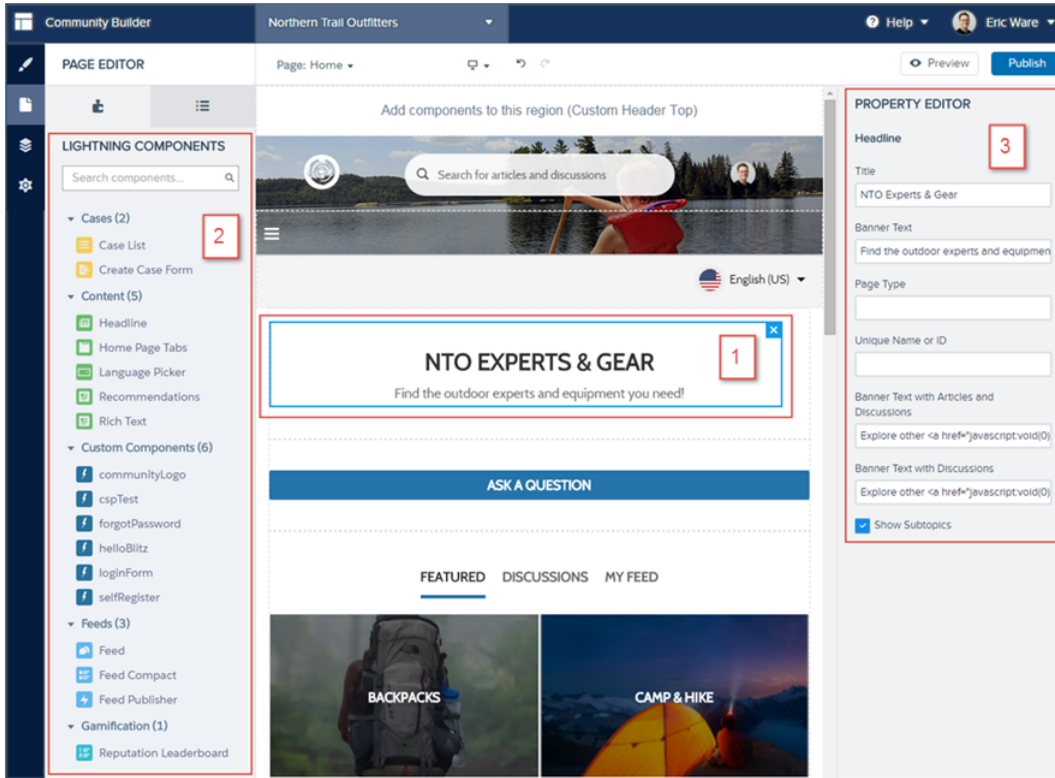 Community Builder
Northern Trail Outfitters
Help
Eric Ware
PAGE EDITOR
Page: Home
Preview
Publish
LIGHTNING COMPONENTS
Search components...
2
Cases (2)
Case List
Create Case Form
Content (5)
Headline
Home Page Tabs
Language Picker
Recommendations
Rich Text
Custom Components (6)
communityLogo
cspTest
forgotPassword
helloBlitz
loginForm
selfRegister
Feeds (3)
Feed
Feed Compact
Feed Publisher
Gamification (1)
Reputation Leaderboard
Add components to this region (Custom Header Top)
Search for articles and discussions
English (US)
NTO EXPERTS & GEAR
Find the outdoor experts and equipment you need!
1
ASK A QUESTION
FEATURED DISCUSSIONS MY FEED
BACKPACKS
CAMP & HIKE
PROPERTY EDITOR
3
Headline
Title
NTO Experts & Gear
Banner Text
Find the outdoor experts and equipmen
Page Type
Unique Name or ID
Banner Text with Articles and
Discussions
Explore other <a href="javascript:void(0)
Banner Text with Discussions
Explore other <a href="javascript:void(0)
Show Subtopics